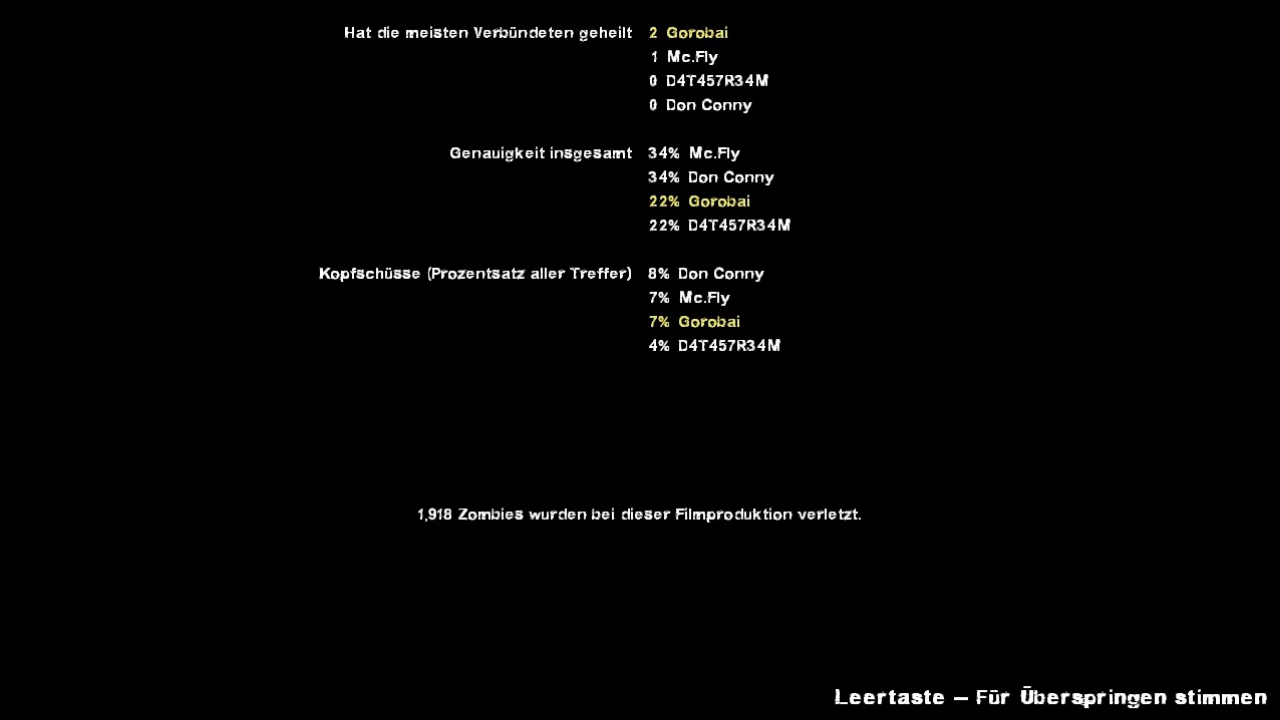 Hat die meisten Verbündeten geheilt 2 Gorobai
1 Mc.Fly
0 D4T457R34M
0 Don Conny
Genauigkeit insgesamt 34% Mc.Fly
34% Don Conny
22% Gorobai
22% D4T457R34M
Kopfschüsse (Prozentsatz aller Treffer) 8% Don Conny
7% Mc.Fly
7% Gorobai
4% D4T457R34M
1,918 Zombies wurden bei dieser Filmproduktion verletzt.
Leertaste – Für Überspringen stimmen